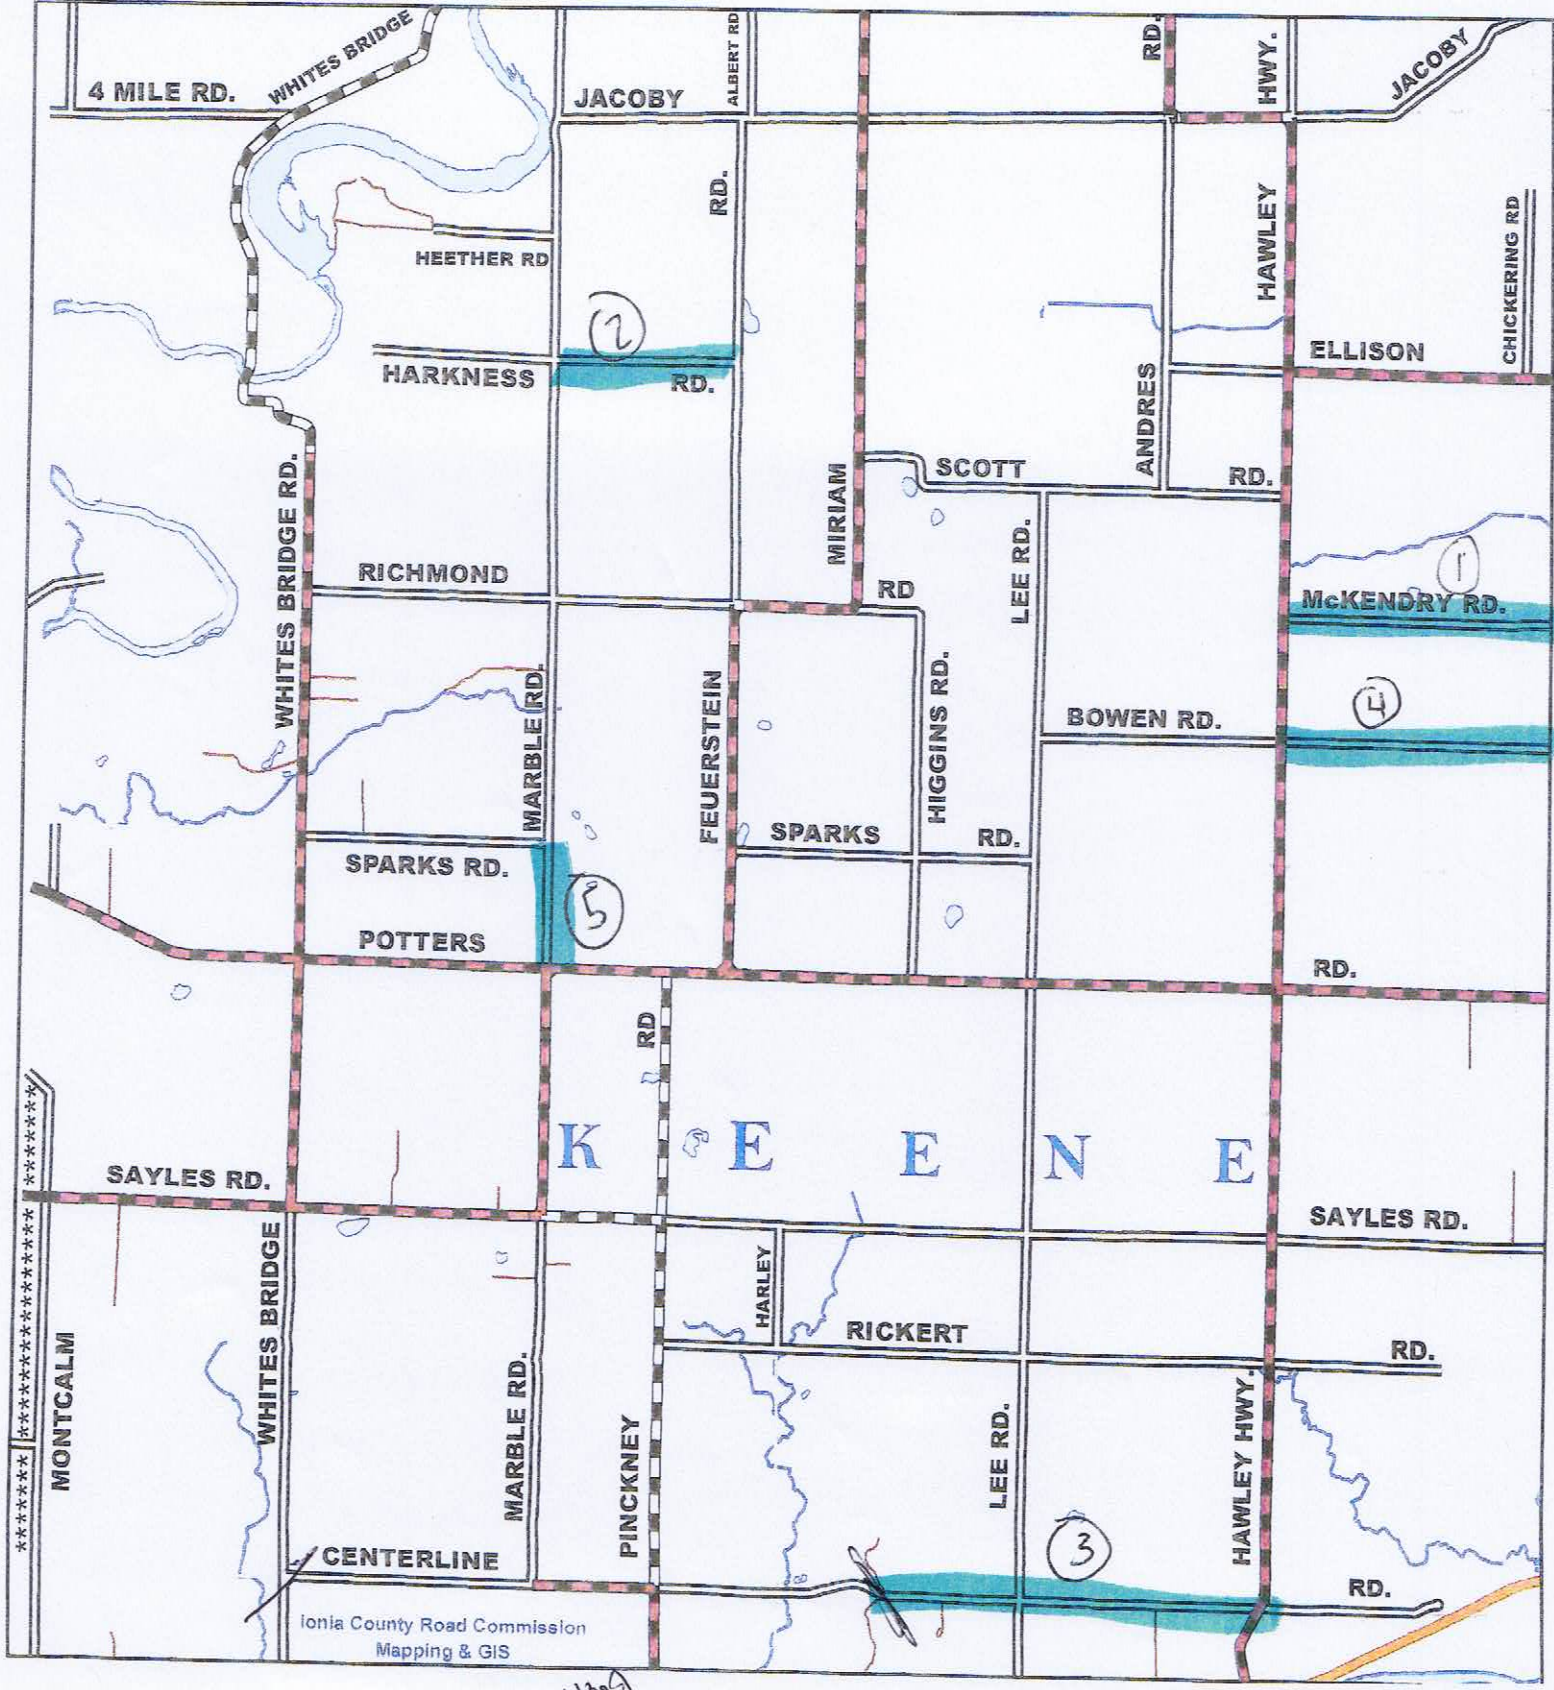 WHITES BRIDGE
ALBERT RD
RD.
HWY.
JACOBY
4 MILE RD.
JACOBY
RD.
HAWLEY
CHICKERING RD
HEETHER RD
2
HARKNESS
RD.
ELLISON
ANDRES
SCOTT
RD.
MIRIAM
WHITES BRIDGE RD.
LEE RD.
1
RICHMOND
RD
McKENDRY RD.
MARBLE RD.
FEUERSTEIN
HIGGINS RD.
4
BOWEN RD.
SPARKS
RD.
SPARKS RD.
5
POTTERS
RD.
RD
K E E N E
SAYLES RD.
SAYLES RD.
WHITES BRIDGE
HARLEY
RICKERT
RD.
MONTCALM
MARBLE RD.
PINCKNEY
LEE RD.
HAWLEY HWY.
3
CENTERLINE
RD.
Ionia County Road Commission
Mapping & GIS